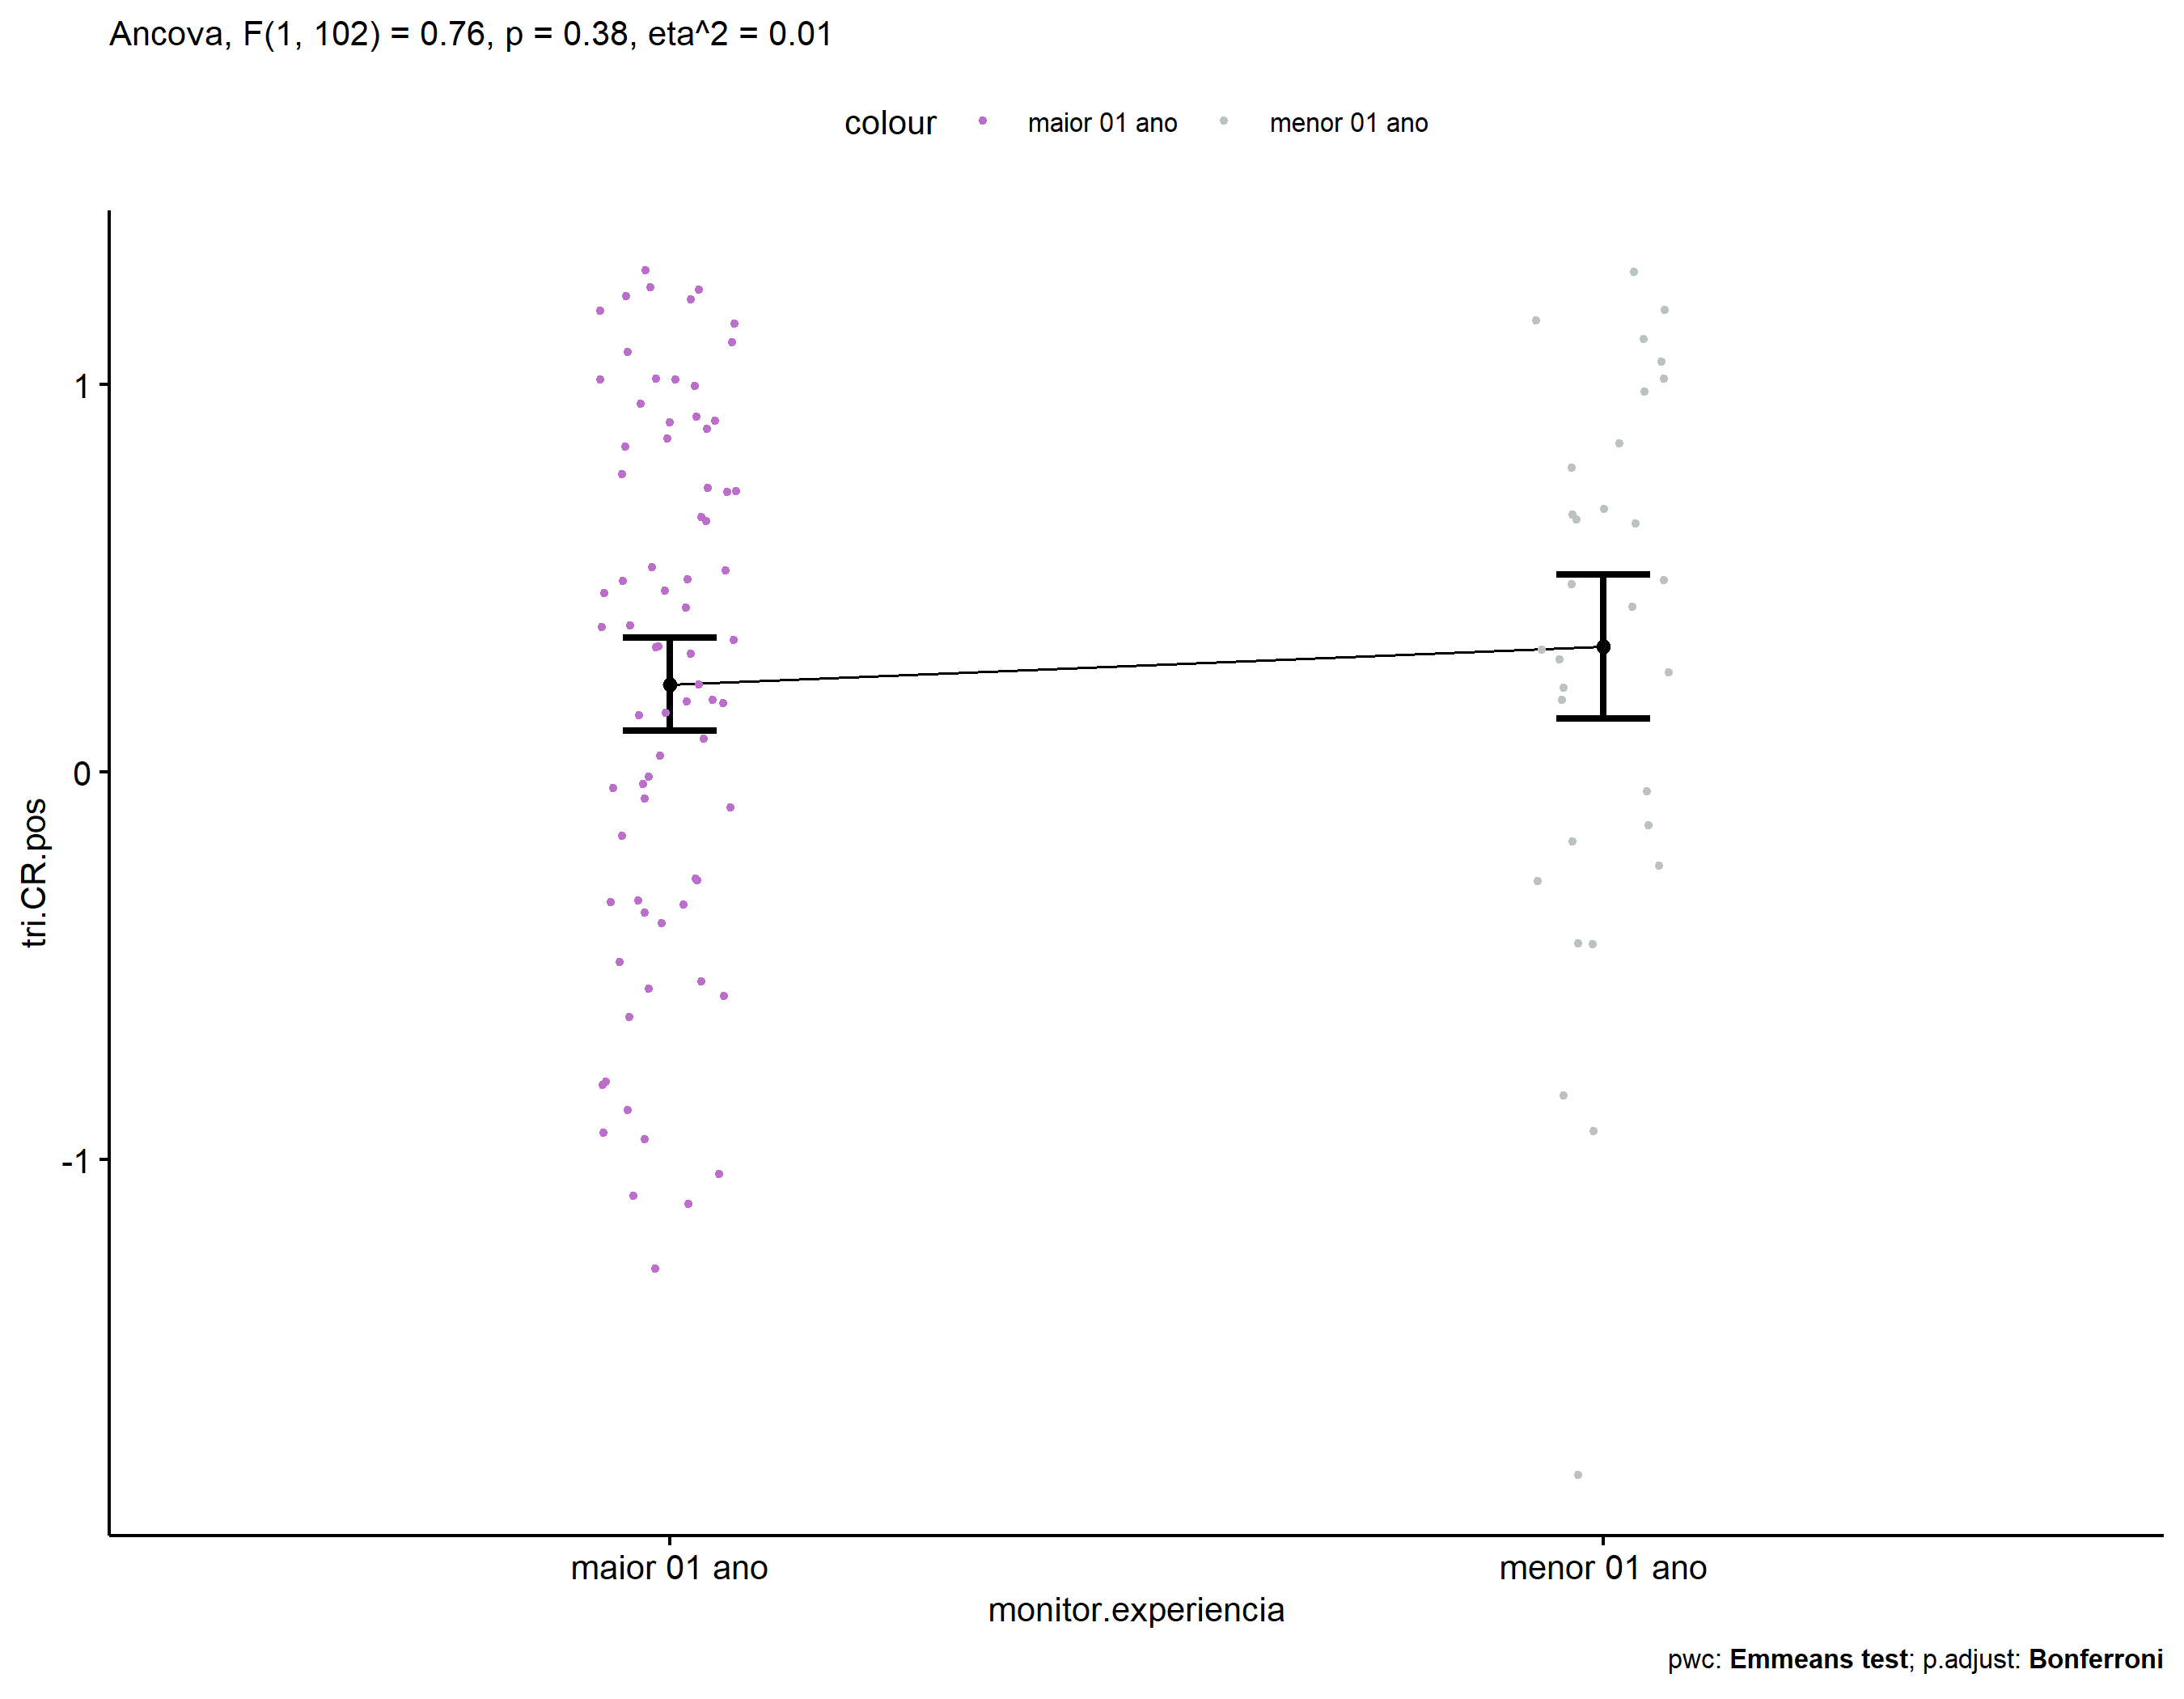 Ancova, F(1, 102) = 0.76, p = 0.38, eta^2 = 0.01
colour maior 01 ano menor 01 ano
1
0
-1
tri.CR.pos
maior 01 ano menor 01 ano
monitor.experiencia
pwc: Emmeans test; p.adjust: Bonferroni